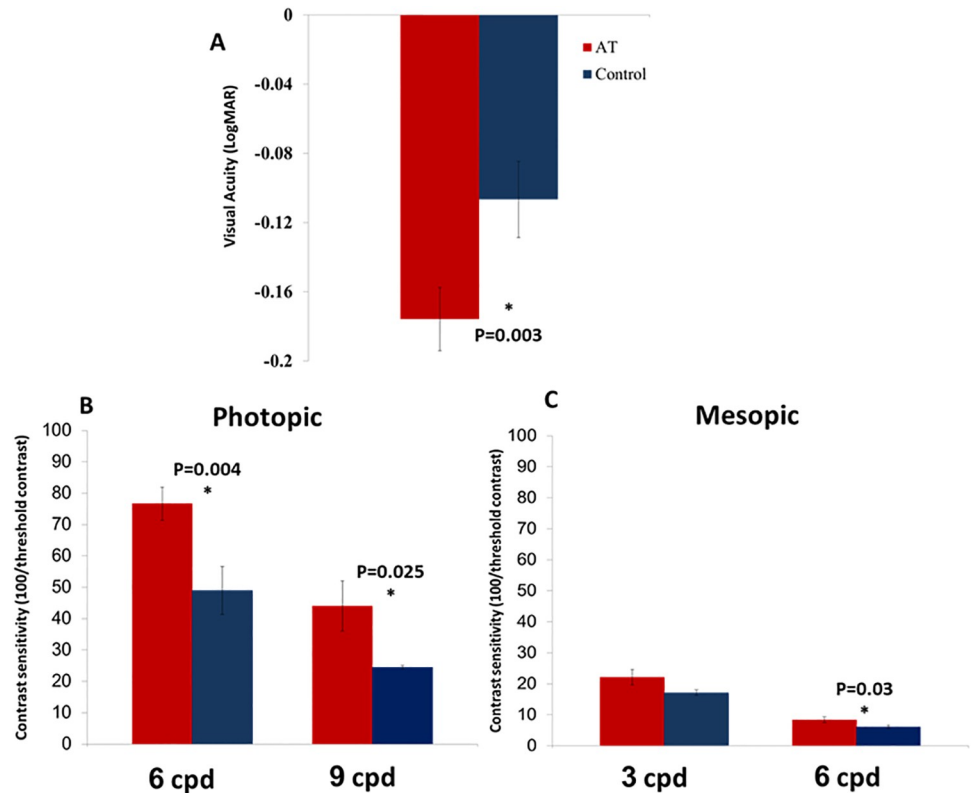 A
0
-0.04
-0.08
-0.12
-0.16
-0.2
Visual Acuity (LogMAR)
AT
Control
*
P=0.003
B
Photopic
100
90
80
70
60
50
40
30
20
10
0
Contrast sensitivity (100/threshold contrast)
P=0.004
*
P=0.025
*
6 cpd
9 cpd
C
Mesopic
100
90
80
70
60
50
40
30
20
10
0
Contrast sensitivity (100/threshold contrast)
P=0.03
*
3 cpd
6 cpd